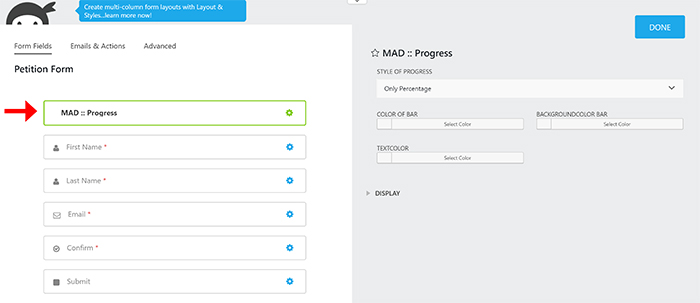 Create multi-column form layouts with Layout &
Styles...learn more now!
DONE
Form Fields
Emails & Actions
Advanced
Petition Form
MAD :: Progress
First Name *
Last Name *
Email *
Confirm *
Submit
MAD :: Progress
STYLE OF PROGRESS
Only Percentage
COLOR OF BAR
BACKGROUNDCOLOR BAR
Select Color
Select Color
TEXTCOLOR
Select Color
DISPLAY